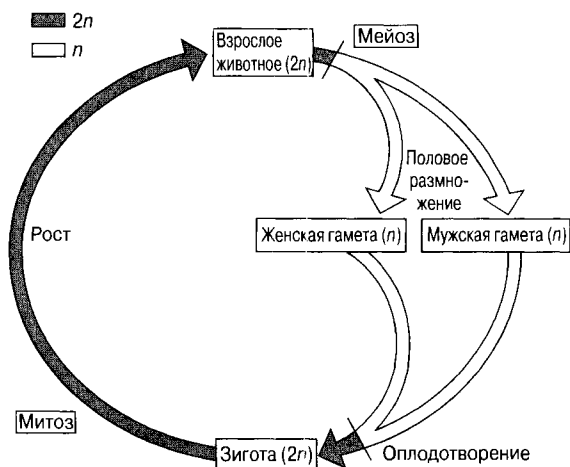 2n
n
Взрослое
животное (2n)
Мейоз
Половое
размно-
жение
Рост
Женская гамета (n)
Мужская гамета (n)
Митоз
Зигота (2n)
Оплодотворение